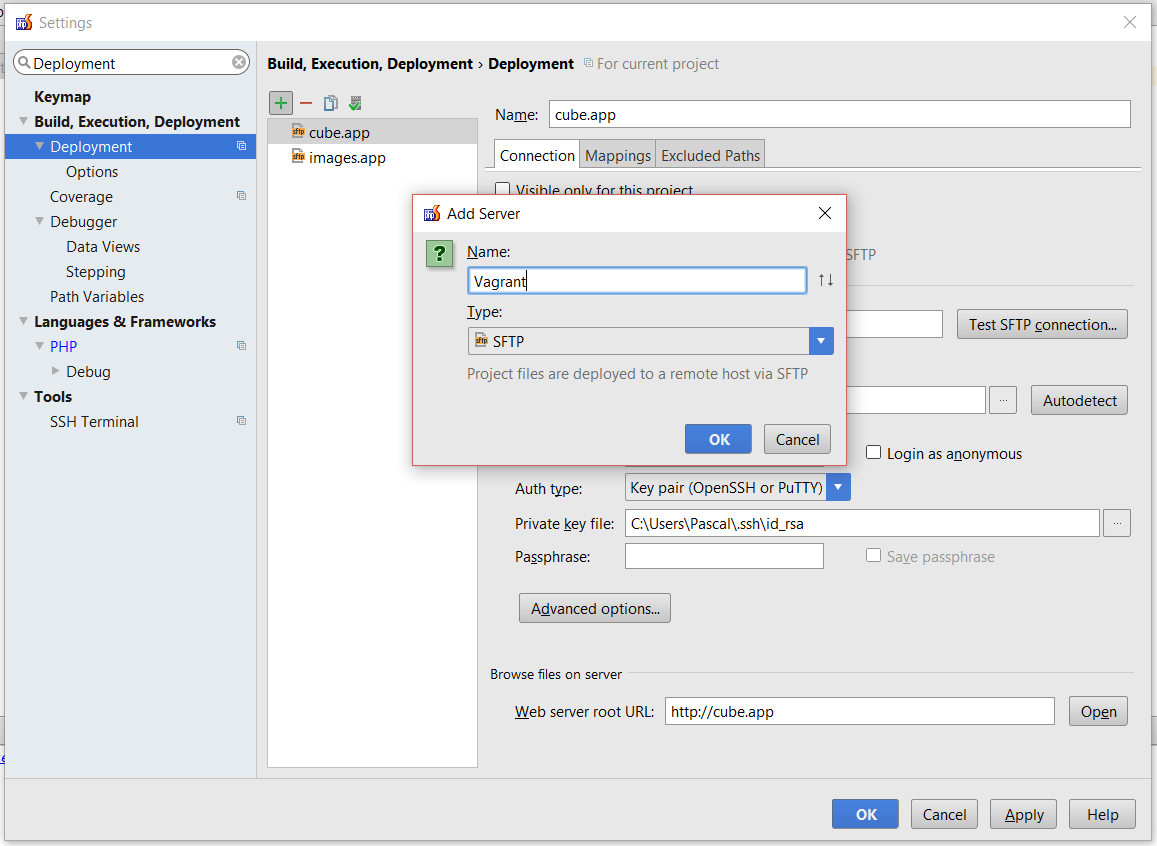 Settings
Deployment
Keymap
Build, Execution, Deployment
Deployment
Options
Coverage
Debugger
Data Views
Stepping
Path Variables
Languages & Frameworks
PHP
Debug
Tools
SSH Terminal
Build, Execution, Deployment › Deployment For current project
cube.app
images.app
Name: cube.app
Connection Mappings Excluded Paths
Visible only for this project
Add Server
Name:
Vagrant
Type:
SFTP
Project files are deployed to a remote host via SFTP
OK Cancel
SFTP
Test SFTP connection...
... Autodetect
Login as anonymous
Auth type: Key pair (OpenSSH or PuTTY)
Private key file: C:\Users\Pascal\.ssh\id_rsa ...
Passphrase: Save passphrase
Advanced options...
Browse files on server
Web server root URL: http://cube.app Open
OK Cancel Apply Help